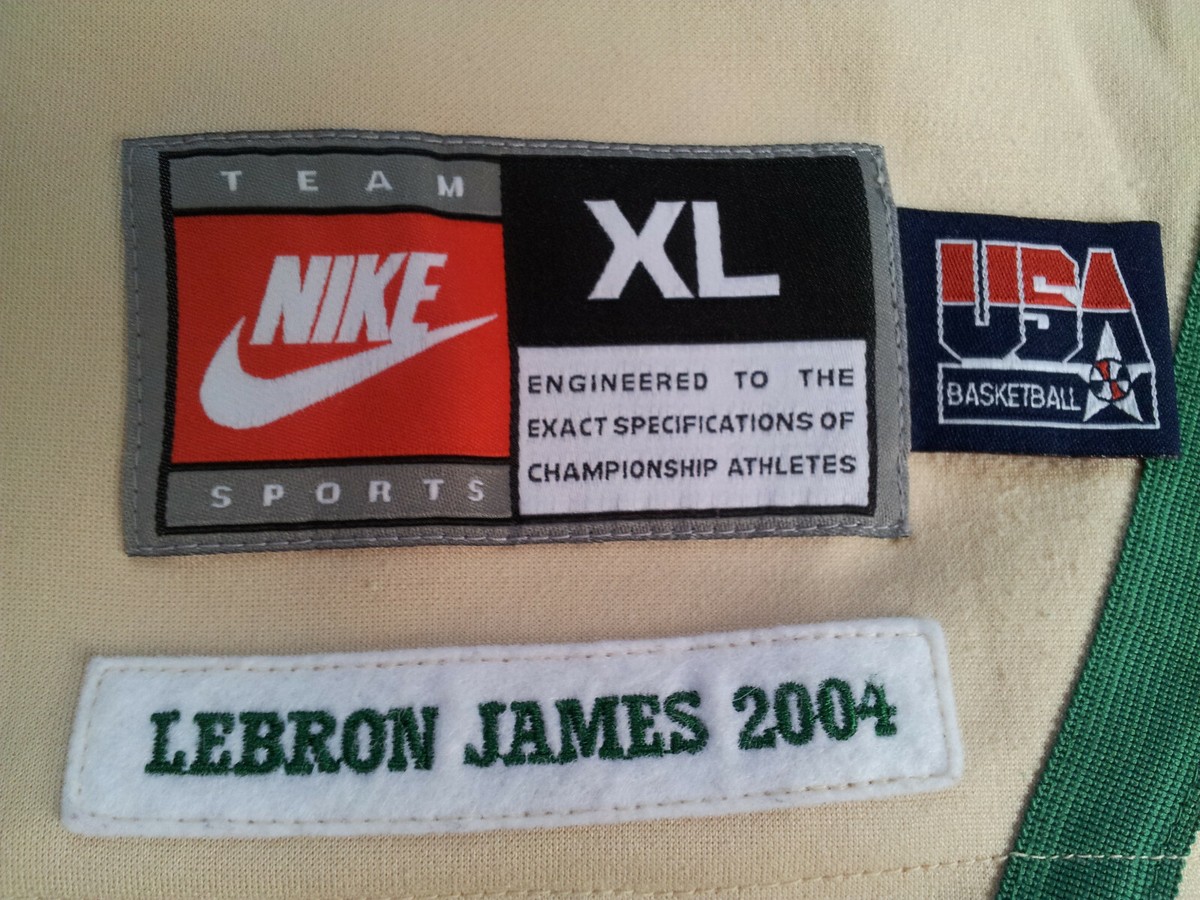 TEAM
NIKE
SPORTS
XL
ENGINEERED TO THE
EXACT SPECIFICATIONS OF
CHAMPIONSHIP ATHLETES
USA
BASKETBALL
LEBRON JAMES 2004